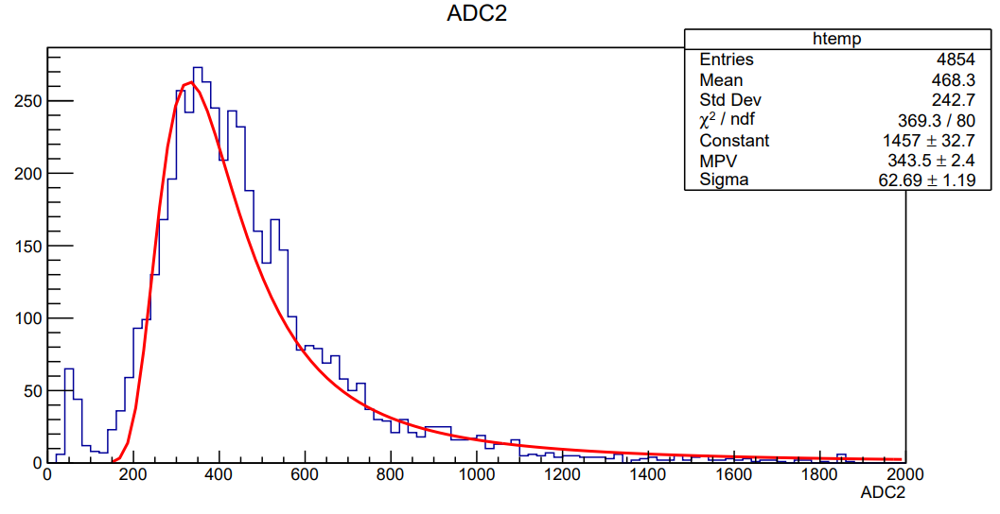 ADC2
htemp
Entries 4854
Mean 468.3
Std Dev 242.7
χ² / ndf 369.3 / 80
Constant 1457 ± 32.7
MPV 343.5 ± 2.4
Sigma 62.69 ± 1.19
250
200
150
100
50
0
0 200 400 600 800 1000 1200 1400 1600 1800 2000
ADC2